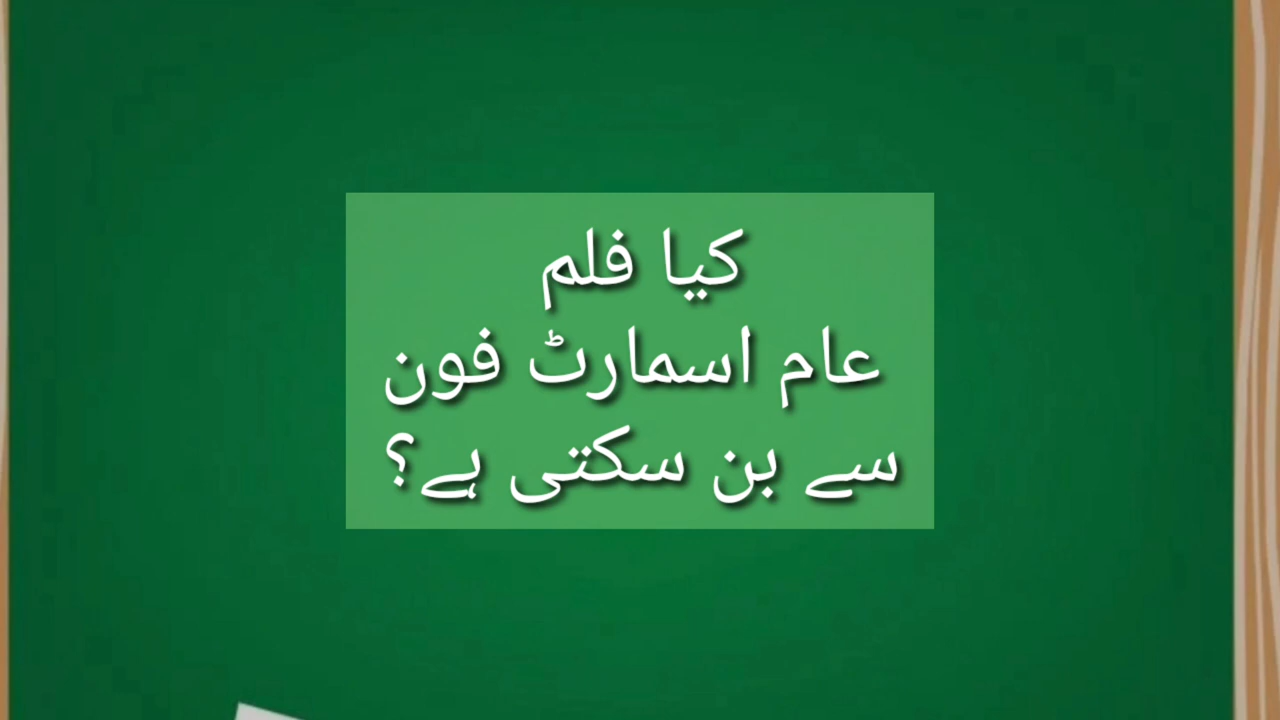 کیا فلم
عام اسمارٹ فون
سے بن سکتی ہے؟